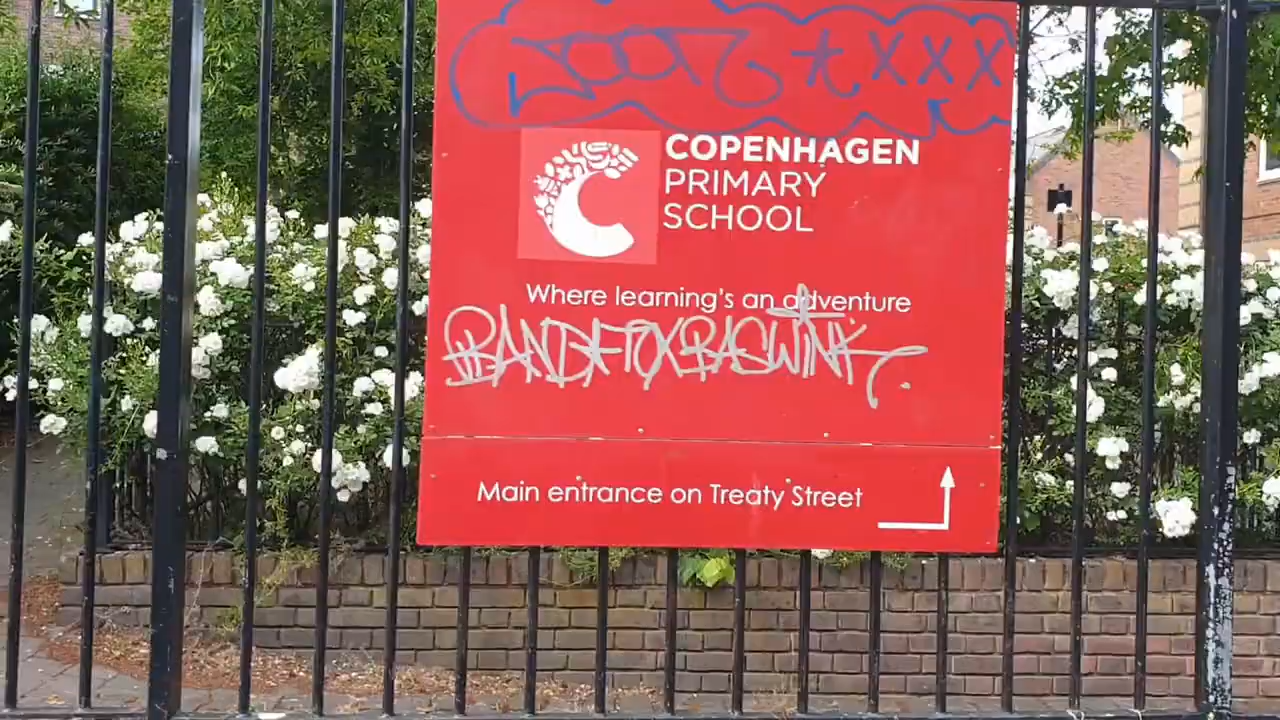 COPENHAGEN
PRIMARY
SCHOOL
Where learning's an adventure
Main entrance on Treaty Street